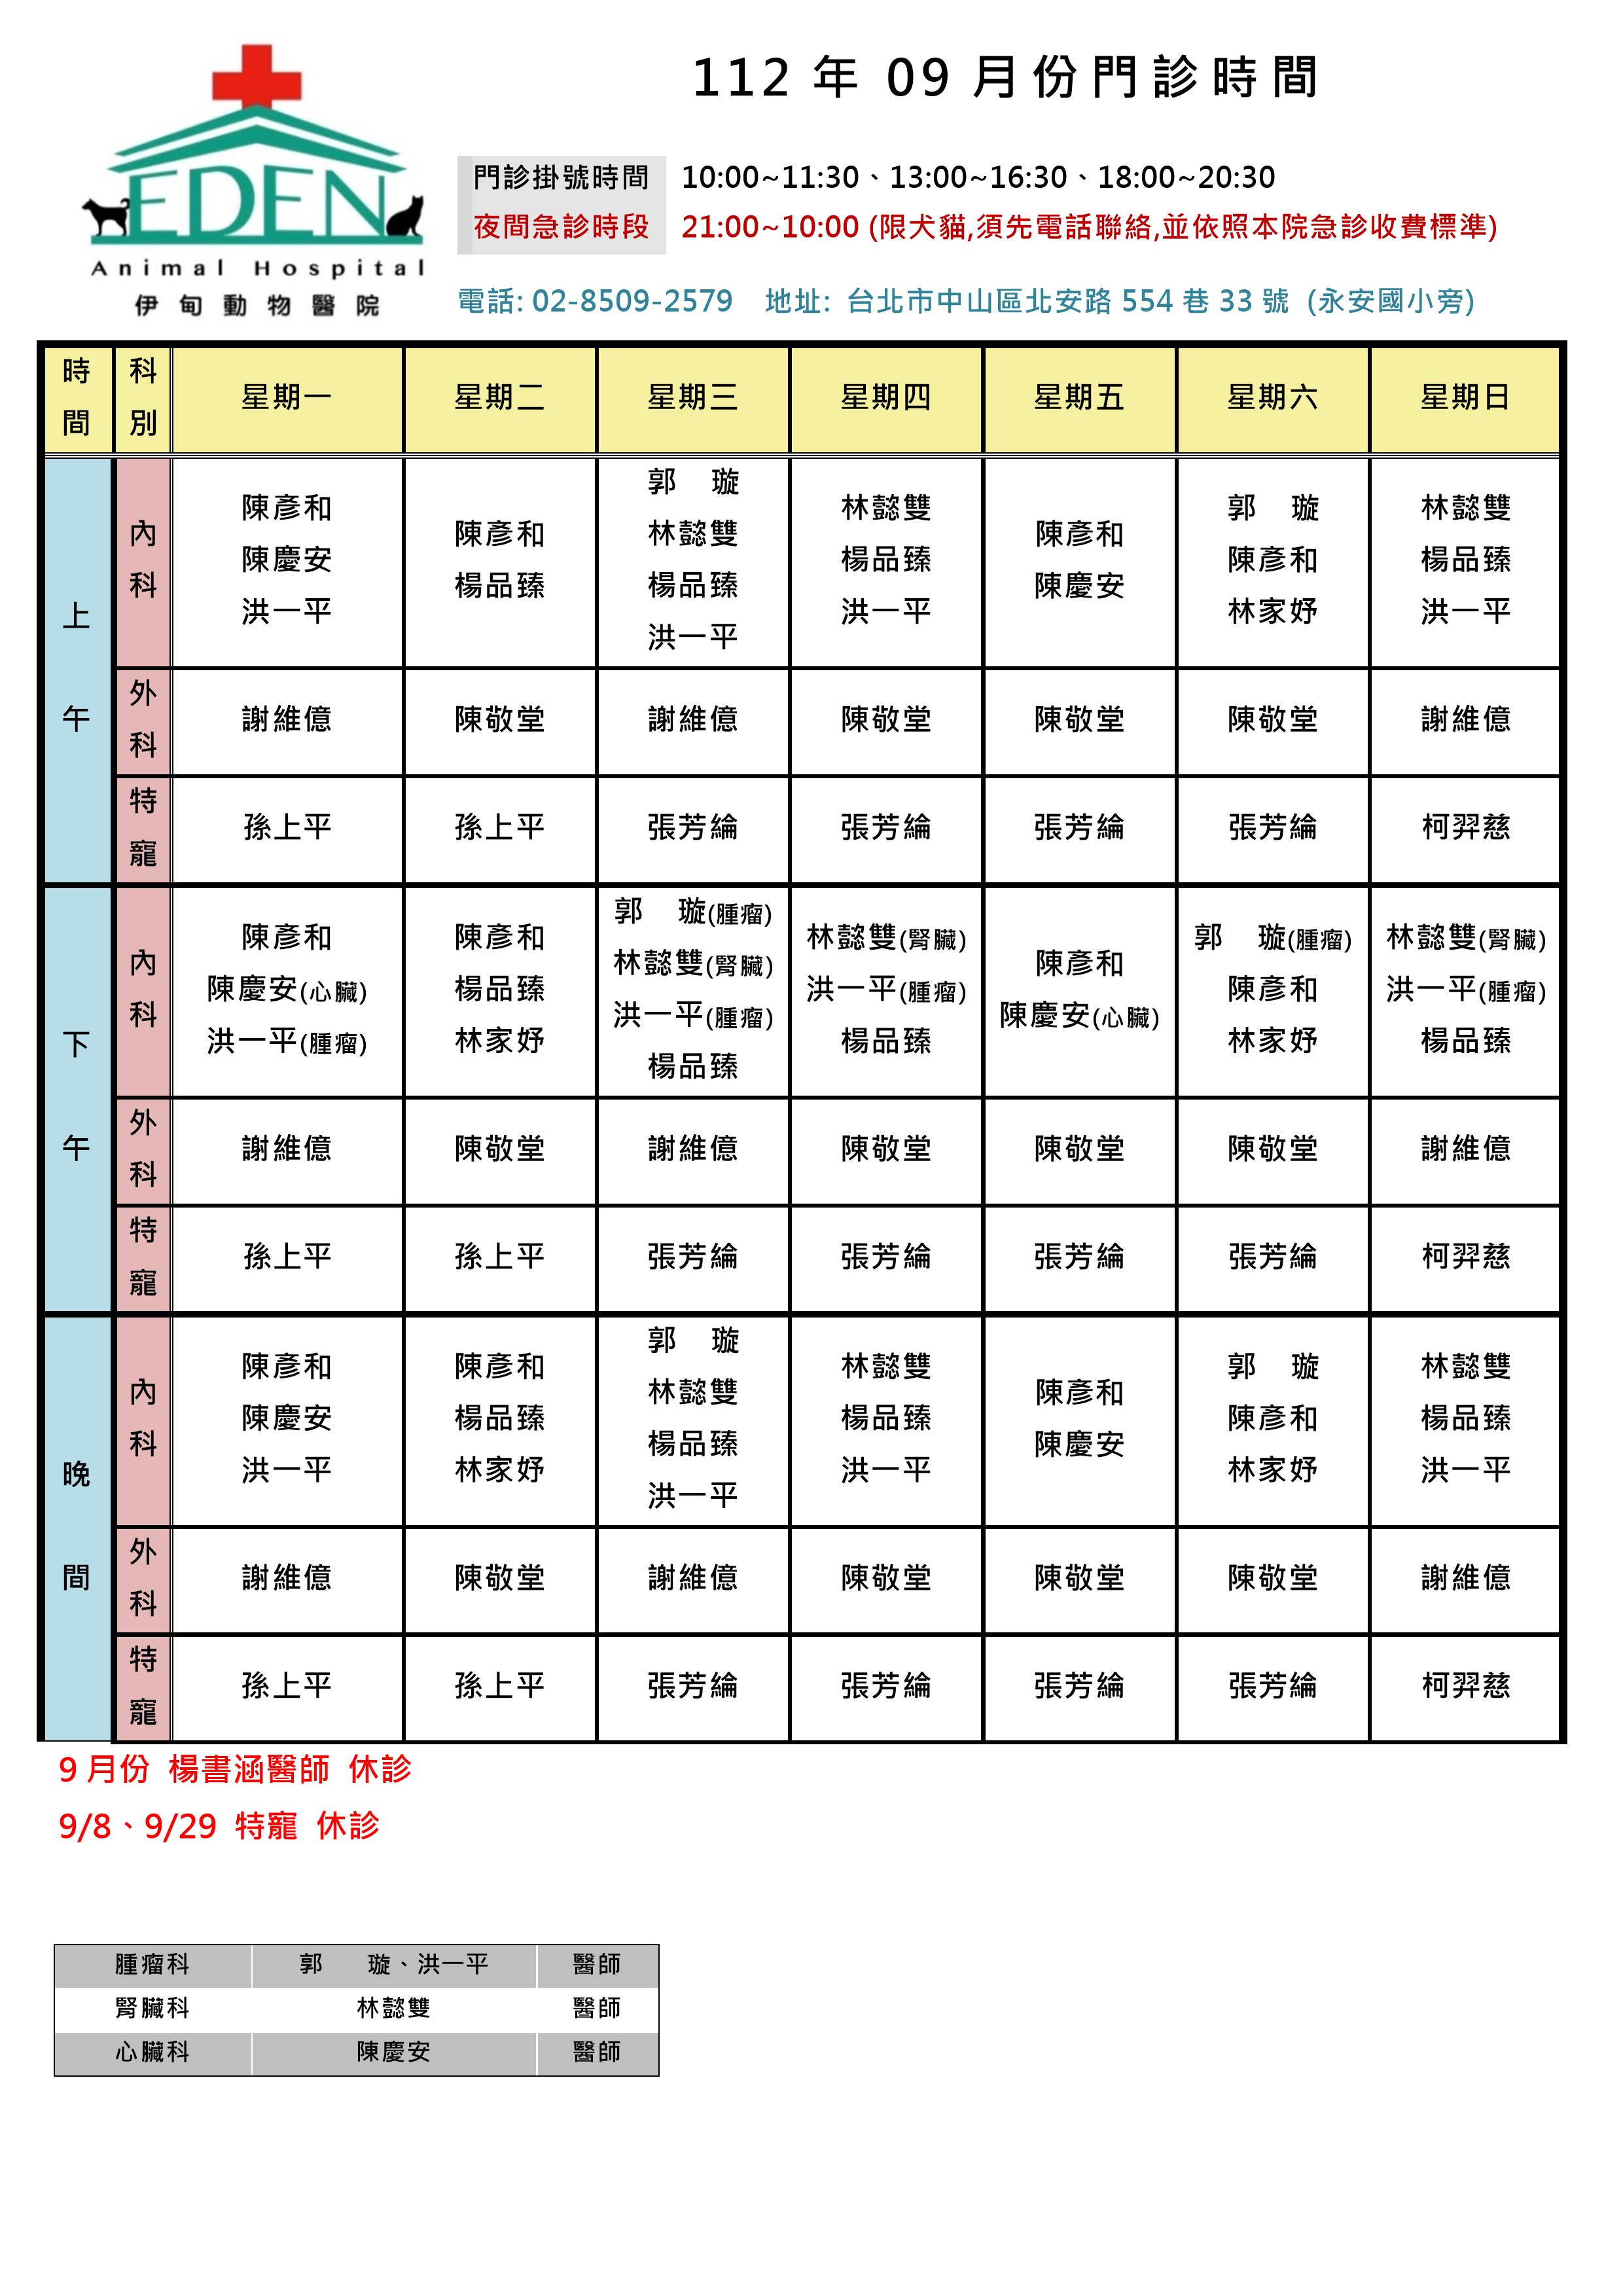 112 年 09 月份門診時間
EDEN
Animal Hospital
伊甸動物醫院
門診掛號時間 10:00~11:30、13:00~16:30、18:00~20:30
夜間急診時段 21:00~10:00 (限犬貓,須先電話聯絡,並依照本院急診收費標準)
電話: 02-8509-2579 地址: 台北市中山區北安路 554 巷 33 號 (永安國小旁)
時間 科別 星期一 星期二 星期三 星期四 星期五 星期六 星期日
上午
內科
陳彥和
陳慶安
洪一平
陳彥和
楊品臻
郭 璇
林懿雙
楊品臻
洪一平
林懿雙
楊品臻
洪一平
陳彥和
陳慶安
郭 璇
陳彥和
林家妤
林懿雙
楊品臻
洪一平
外科 謝維億 陳敬堂 謝維億 陳敬堂 陳敬堂 陳敬堂 謝維億
特寵 孫上平 孫上平 張芳綸 張芳綸 張芳綸 張芳綸 柯羿慈
下午
內科
陳彥和
陳慶安(心臟)
洪一平(腫瘤)
陳彥和
楊品臻
林家妤
郭 璇(腫瘤)
林懿雙(腎臟)
洪一平(腫瘤)
楊品臻
林懿雙(腎臟)
洪一平(腫瘤)
楊品臻
陳彥和
陳慶安(心臟)
郭 璇(腫瘤)
陳彥和
林家妤
林懿雙(腎臟)
洪一平(腫瘤)
楊品臻
外科 謝維億 陳敬堂 謝維億 陳敬堂 陳敬堂 陳敬堂 謝維億
特寵 孫上平 孫上平 張芳綸 張芳綸 張芳綸 張芳綸 柯羿慈
晚間
內科
陳彥和
陳慶安
洪一平
陳彥和
楊品臻
林家妤
郭 璇
林懿雙
楊品臻
洪一平
林懿雙
楊品臻
洪一平
陳彥和
陳慶安
郭 璇
陳彥和
林家妤
林懿雙
楊品臻
洪一平
外科 謝維億 陳敬堂 謝維億 陳敬堂 陳敬堂 陳敬堂 謝維億
特寵 孫上平 孫上平 張芳綸 張芳綸 張芳綸 張芳綸 柯羿慈
9 月份 楊書涵醫師 休診
9/8、9/29 特寵 休診
腫瘤科 郭 璇、洪一平 醫師
腎臟科 林懿雙 醫師
心臟科 陳慶安 醫師